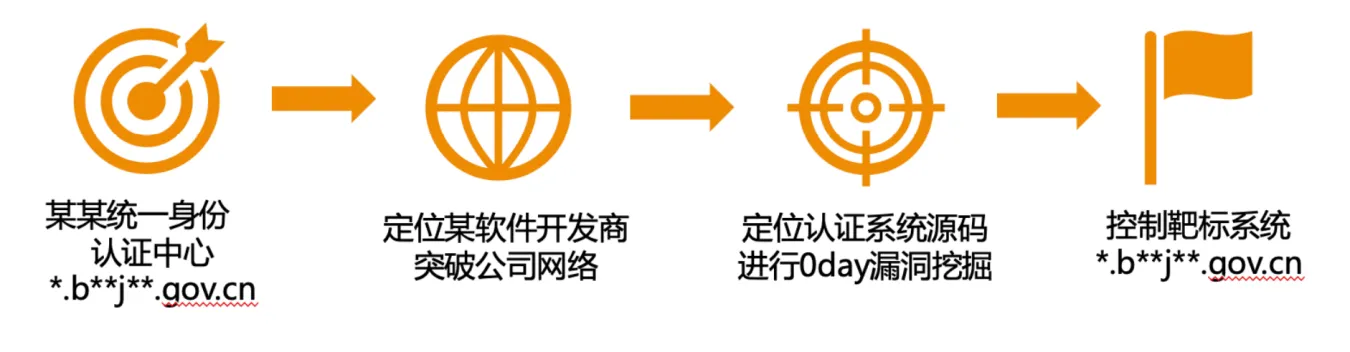 某某统一身份
认证中心
*.b**j**.gov.cn
定位某软件开发商
突破公司网络
定位认证系统源码
进行0day漏洞挖掘
控制靶标系统
*.b**j**.gov.cn